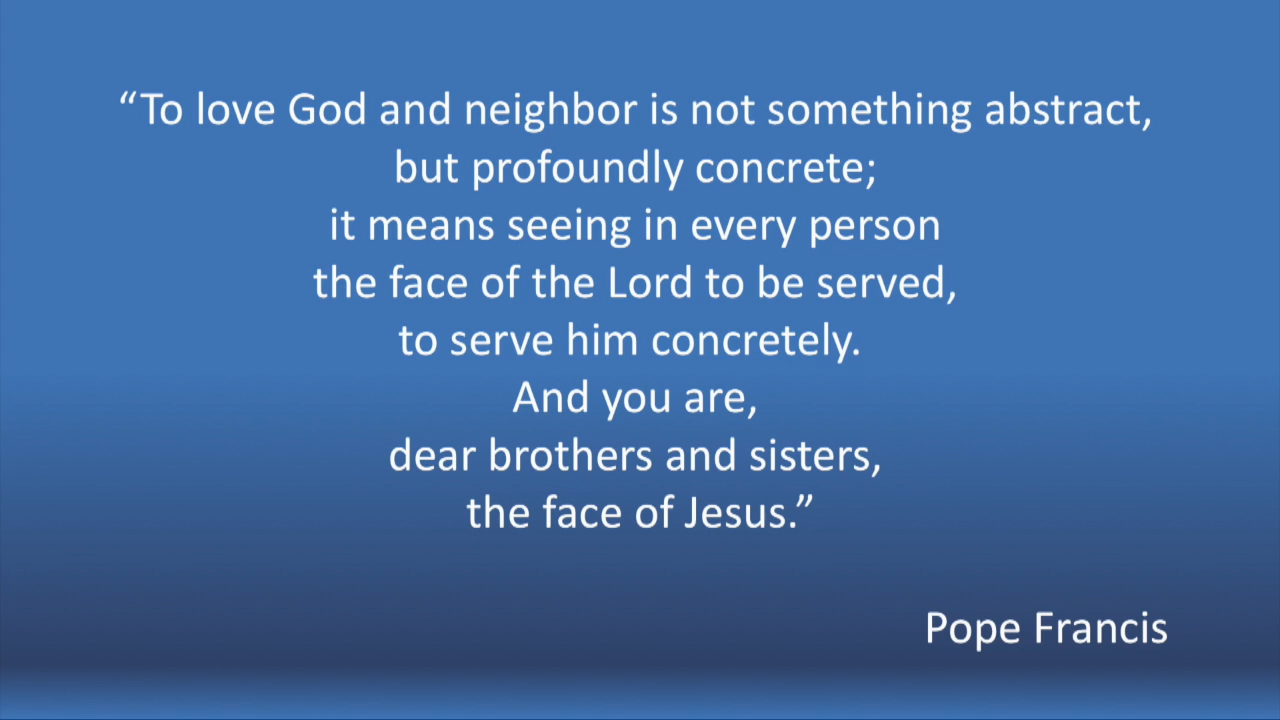 “To love God and neighbor is not something abstract,
but profoundly concrete;
it means seeing in every person
the face of the Lord to be served,
to serve him concretely.
And you are,
dear brothers and sisters,
the face of Jesus.”
Pope Francis